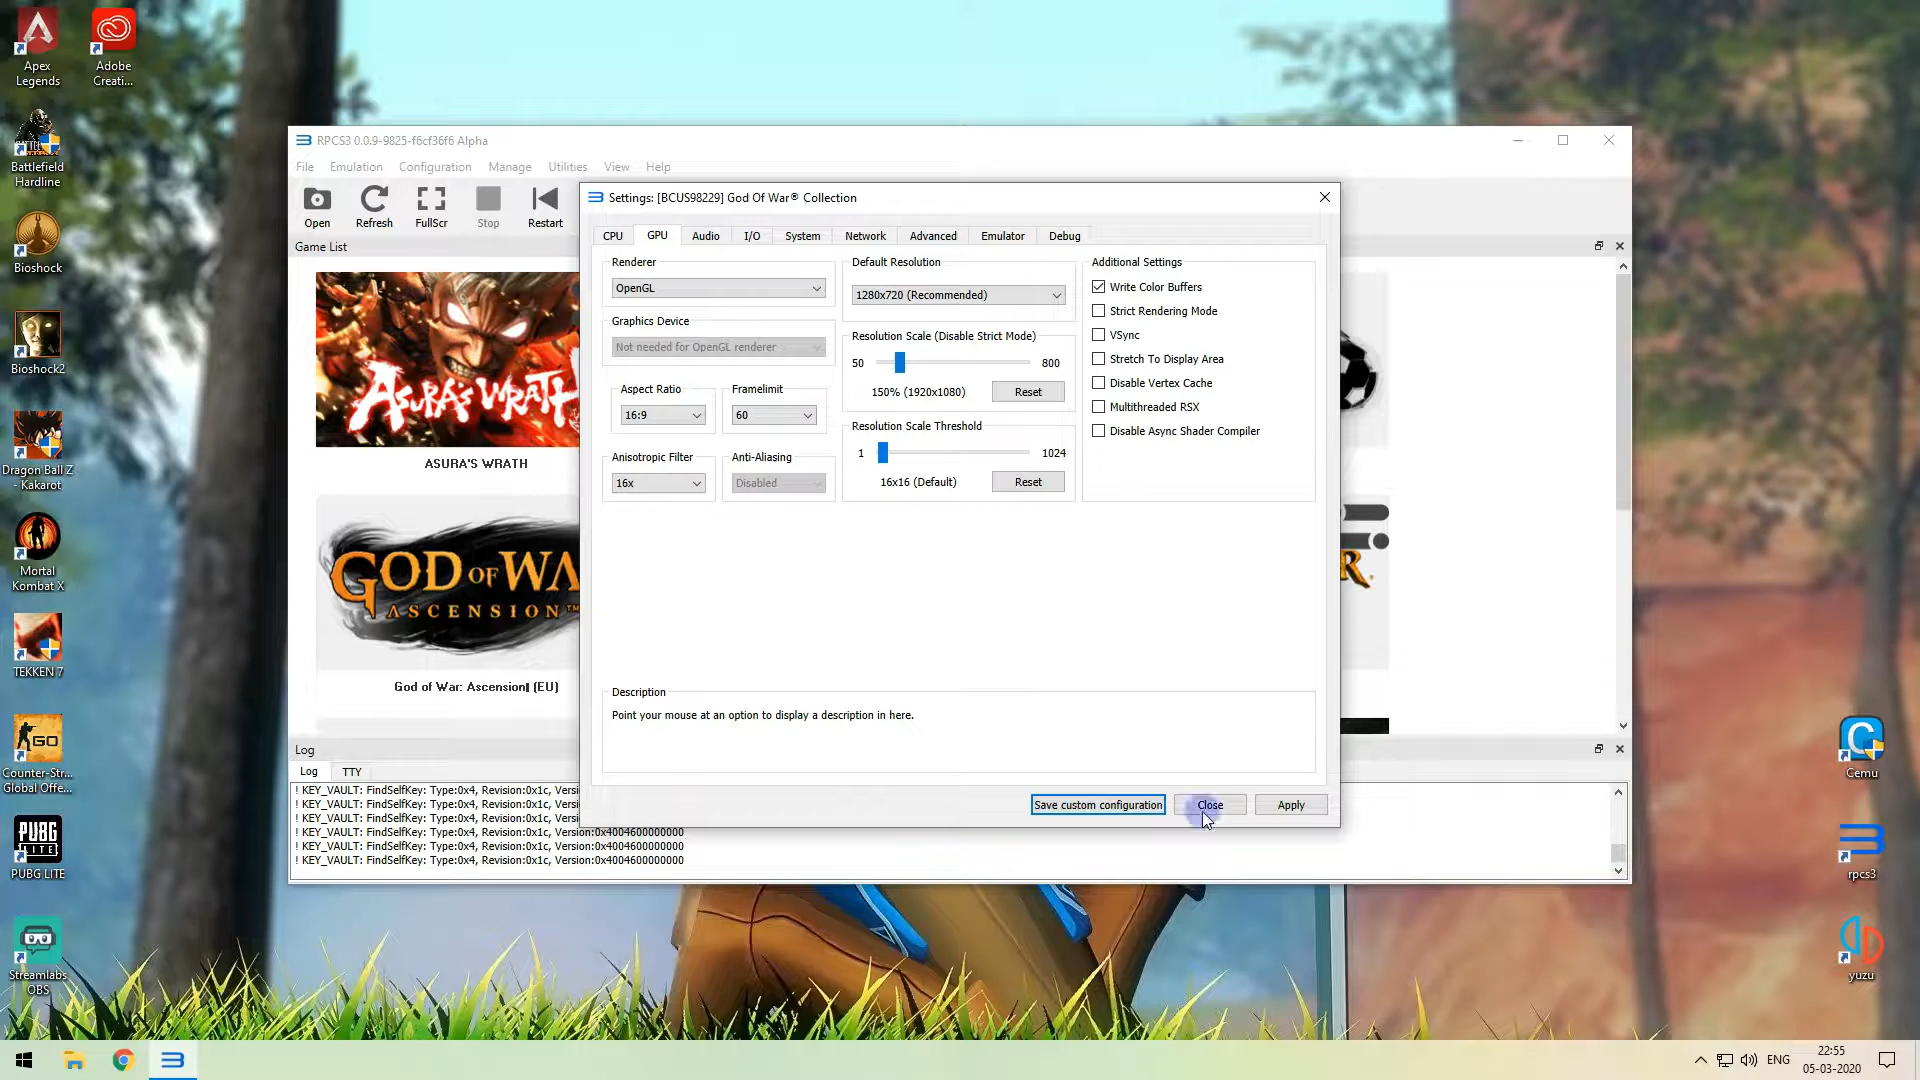 Apex
Legends
Adobe
Creati...
Battlefield
Hardline
Bioshock
Bioshock2
Dragon Ball Z
- Kakarot
Mortal
Kombat X
TEKKEN 7
GO
Counter-Str...
Global Offe...
PUBG
LITE
PUBG LITE
Streamlabs
OBS
RPCS3 0.0.9-9825-f6cf36f6 Alpha
File Emulation Configuration Manage Utilities View Help
Open Refresh FullScr Stop Restart
Game List
ASURA'S WRATH
ASURA'S WRATH
GOD OF WA
ASCENSION™
God of War: Ascension (EU)
R.
Settings: [BCUS98229] God Of War® Collection
CPU GPU Audio I/O System Network Advanced Emulator Debug
Renderer
OpenGL
Graphics Device
Not needed for OpenGL renderer
Aspect Ratio
16:9
Framelimit
60
Anisotropic Filter
16x
Anti-Aliasing
Disabled
Default Resolution
1280x720 (Recommended)
Resolution Scale (Disable Strict Mode)
50 800
150% (1920x1080) Reset
Resolution Scale Threshold
1 1024
16x16 (Default) Reset
Additional Settings
Write Color Buffers
Strict Rendering Mode
VSync
Stretch To Display Area
Disable Vertex Cache
Multithreaded RSX
Disable Async Shader Compiler
Description
Point your mouse at an option to display a description in here.
Save custom configuration Close Apply
Log
Log TTY
! KEY_VAULT: FindSelfKey: Type:0x4, Revision:0x1c, Version
! KEY_VAULT: FindSelfKey: Type:0x4, Revision:0x1c, Version
! KEY_VAULT: FindSelfKey: Type:0x4, Revision:0x1c, Version
! KEY_VAULT: FindSelfKey: Type:0x4, Revision:0x1c, Version:0x4004600000000
! KEY_VAULT: FindSelfKey: Type:0x4, Revision:0x1c, Version:0x4004600000000
! KEY_VAULT: FindSelfKey: Type:0x4, Revision:0x1c, Version:0x4004600000000
Cemu
rpcs3
yuzu
ENG
22:55
05-03-2020